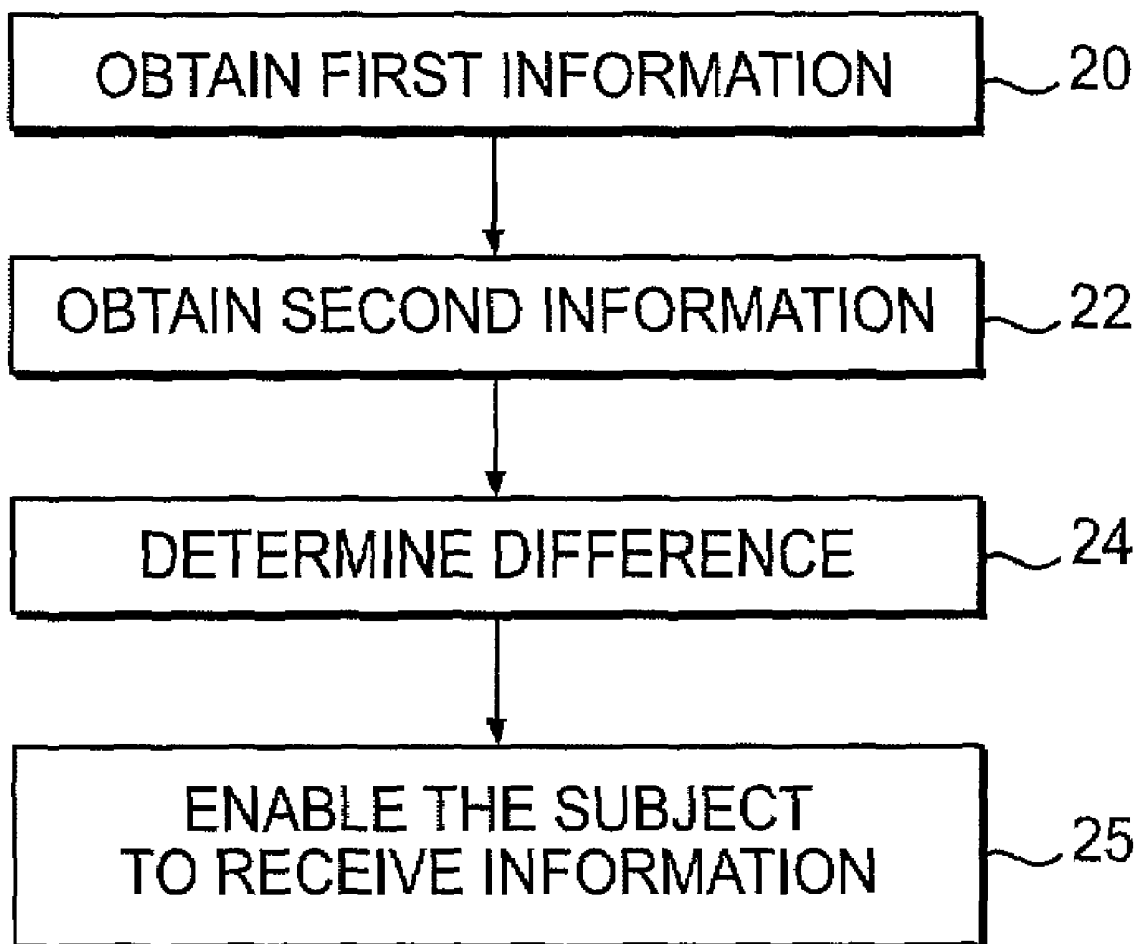 OBTAIN FIRST INFORMATION 20
OBTAIN SECOND INFORMATION 22
DETERMINE DIFFERENCE 24
ENABLE THE SUBJECT
TO RECEIVE INFORMATION 25